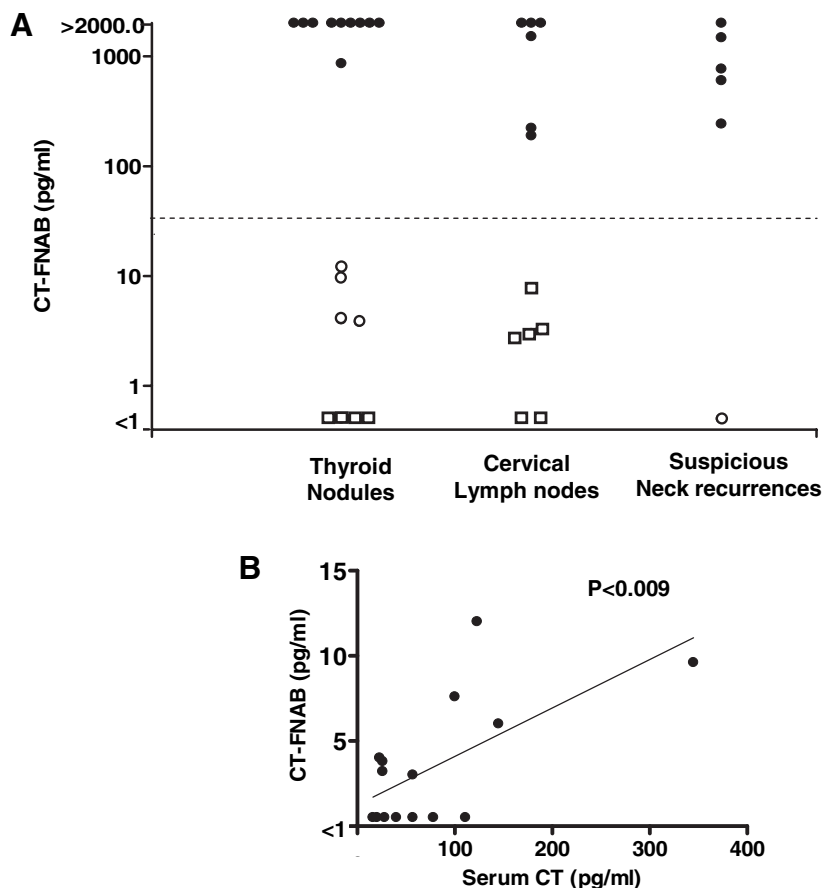 A
>2000.0
1000
100
10
1
<1
CT-FNAB (pg/ml)
Thyroid
Nodules
Cervical
Lymph nodes
Suspicious
Neck recurrences
B
15
10
5
<1
CT-FNAB (pg/ml)
P<0.009
100
200
300
400
Serum CT (pg/ml)